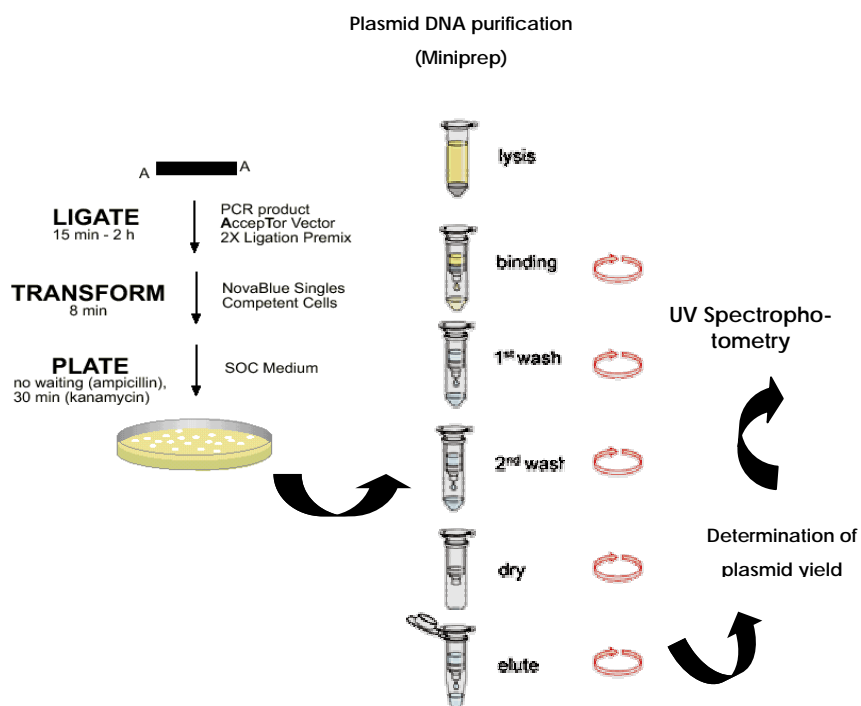 Plasmid DNA purification
(Miniprep)
A A
LIGATE
15 min - 2 h
PCR product
AccepTor Vector
2X Ligation Premix
TRANSFORM
8 min
NovaBlue Singles
Competent Cells
PLATE
no waiting (ampicillin),
30 min (kanamycin)
SOC Medium
lysis
binding
1st wash
2nd wash
dry
elute
Determination of
plasmid yield
UV Spectropho-
tometry